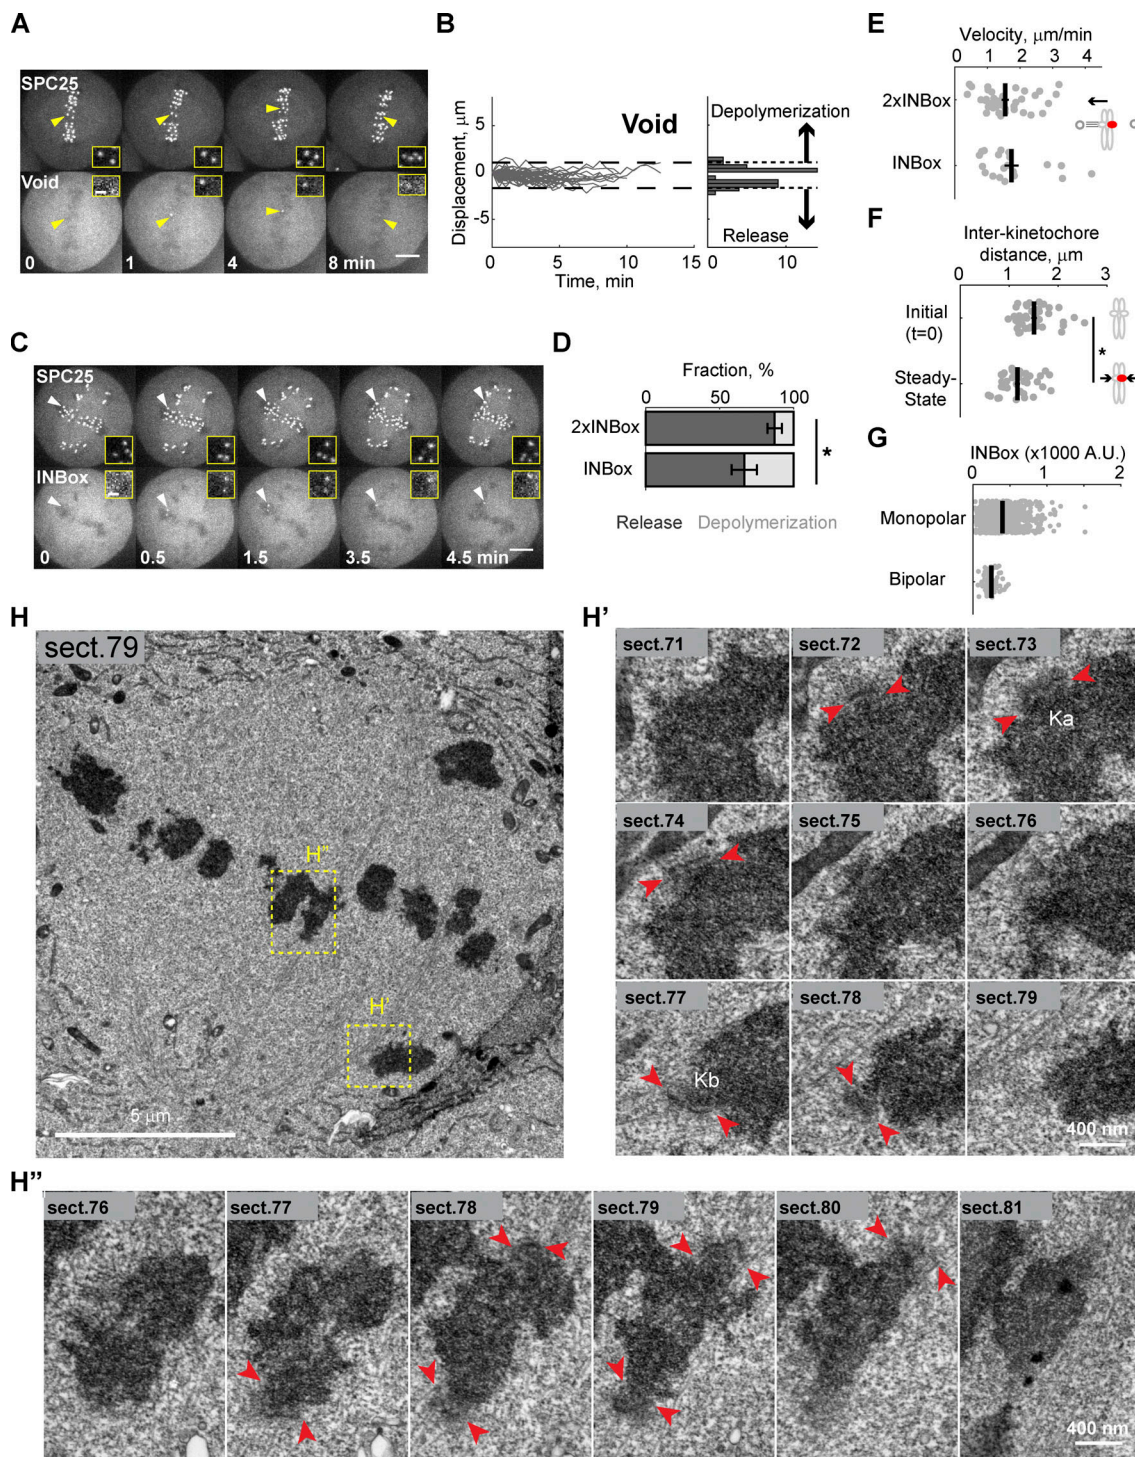 A
SPC25
Void
0
1
4
8 min
B
Displacement, µm
5
0
-5
0
5
10
15
Time, min
Void
Depolymerization
Release
0
10
C
SPC25
INBox
0
0.5
1.5
3.5
4.5 min
D
Fraction, %
0
50
100
2xINBox
INBox
*
Release
Depolymerization
E
Velocity, µm/min
0
1
2
3
4
2xINBox
INBox
F
Inter-kinetochore
distance, µm
0
1
2
3
Initial
(t=0)
*
Steady-
State
G
INBox (x1000 A.U.)
0
1
2
Monopolar
Bipolar
H
sect.79
H"
H'
5 µm
H'
sect.71
sect.72
sect.73
Ka
sect.74
sect.75
sect.76
sect.77
sect.78
sect.79
Kb
400 nm
H"
sect.76
sect.77
sect.78
sect.79
sect.80
sect.81
400 nm